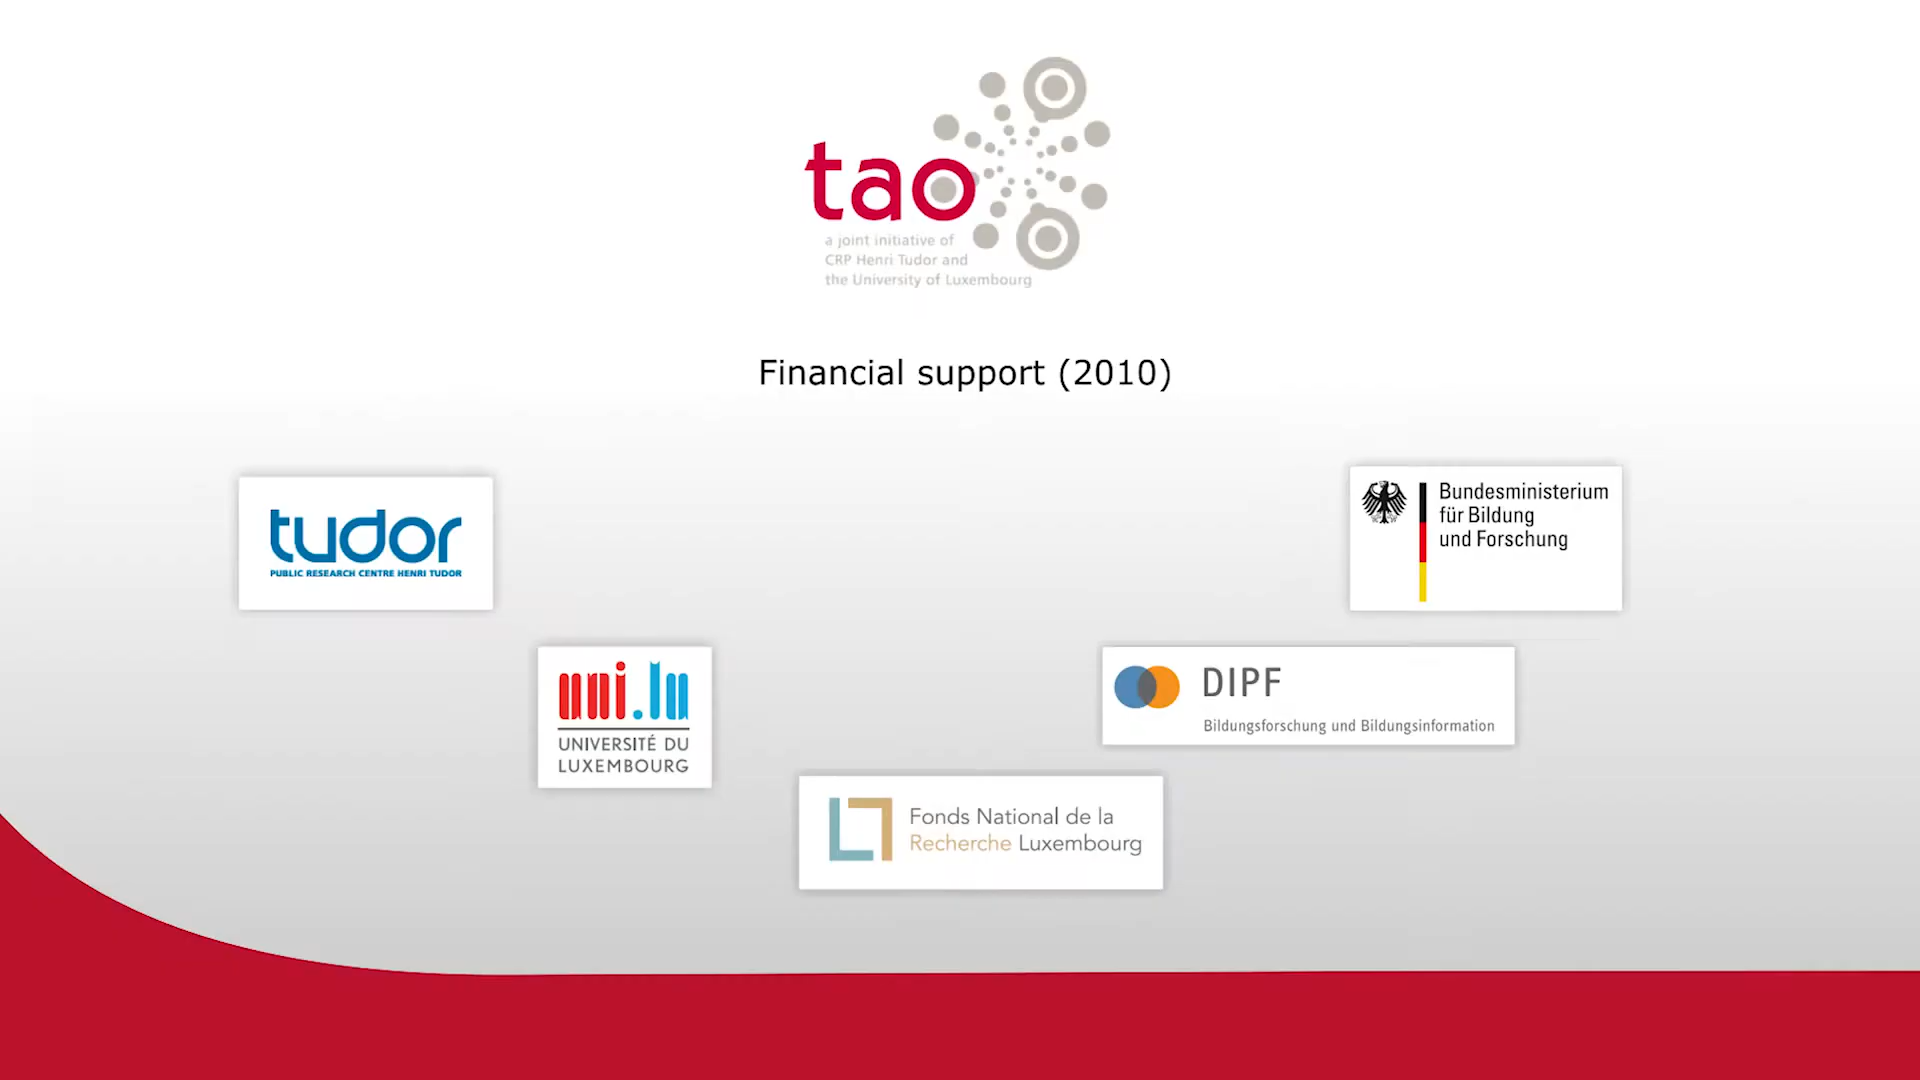 tao
a joint initiative of
CRP Henri Tudor and
the University of Luxembourg
Financial support (2010)
tudor
PUBLIC RESEARCH CENTRE HENRI TUDOR
uni.lu
UNIVERSITÉ DU
LUXEMBOURG
Fonds National de la
Recherche Luxembourg
DIPF
Bildungsforschung und Bildungsinformation
Bundesministerium
für Bildung
und Forschung